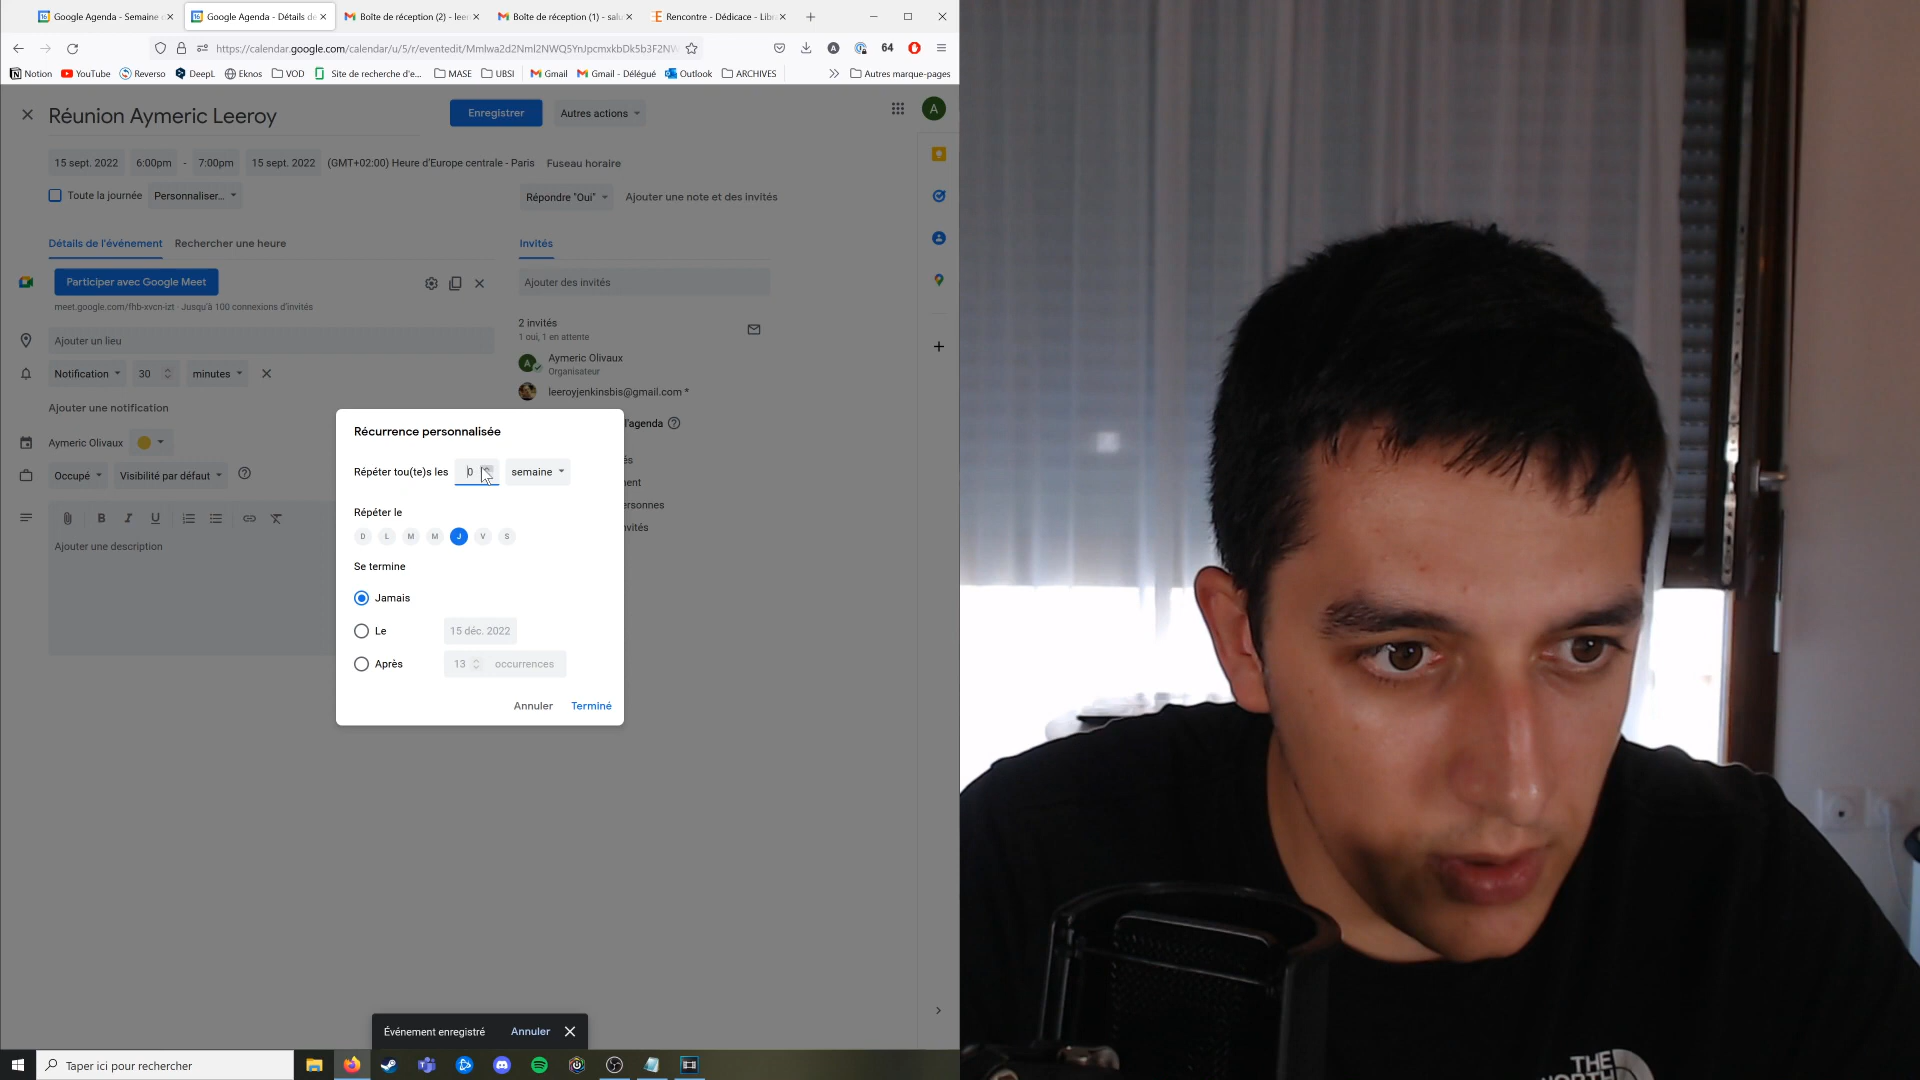 Google Agenda - Semaine
Google Agenda - Détails de
Boîte de réception (2) - lee
Boîte de réception (1) - salu
Rencontre - Dédicace - Lib
https://calendar.google.com/calendar/u/5/r/eventedit/
64
Notion
YouTube
Reverso
DeepL
Eknos
VOD
Site de recherche d'e...
MASE
UBSI
Gmail
Gmail - Délégué
Outlook
ARCHIVES
Autres marque-pages
Réunion Aymeric Leeroy
Enregistrer
Autres actions
A
15 sept. 2022
6:00pm
-
7:00pm
15 sept. 2022
(GMT+02:00) Heure d'Europe centrale - Paris
Fuseau horaire
Toute la journée
Personnaliser...
Répondre "Oui"
Ajouter une note et des invités
Détails de l'événement
Rechercher une heure
Invités
Participer avec Google Meet
meet.google.com/fhb-xvcn-izt · Jusqu'à 100 connexions d'invités
Ajouter des invités
2 invités
1 oui, 1 en attente
Ajouter un lieu
Aymeric Olivaux
Organisateur
Notification
30
minutes
leeroyjenkinsbis@gmail.com *
Ajouter une notification
l'agenda
Aymeric Olivaux
Occupé
Visibilité par défaut
Ajouter une description
Récurrence personnalisée
Répéter tou(te)s les
0
semaine
Répéter le
D L M M J V S
Se termine
Jamais
Le
15 déc. 2022
Après
13
occurrences
Annuler
Terminé
Événement enregistré
Annuler
Taper ici pour rechercher
THE
NORTH